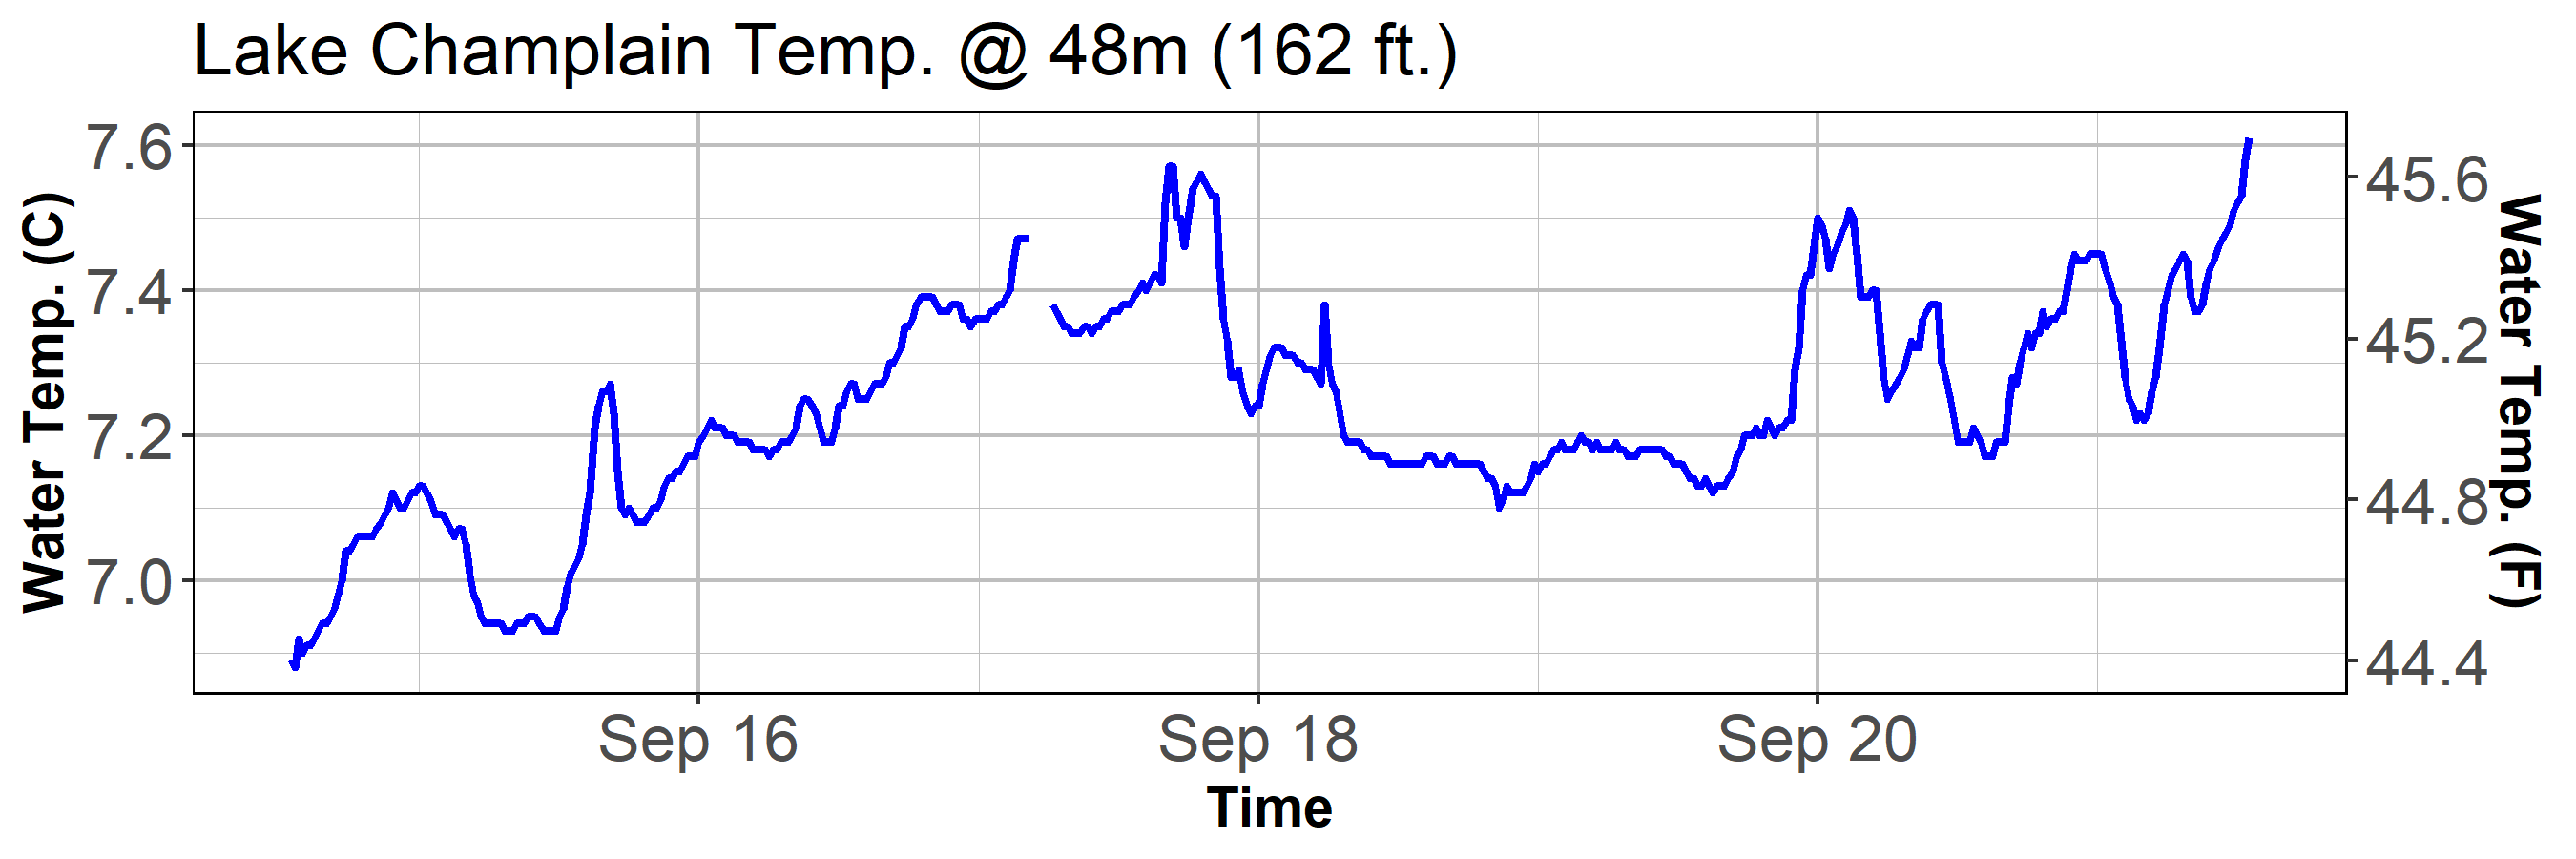 Lake Champlain Temp. @ 48m (162 ft.)
Water Temp. (C)
7.6
7.4
7.2
7.0
45.6
45.2
44.8
44.4
Water Temp. (F)
Sep 16
Sep 18
Sep 20
Time